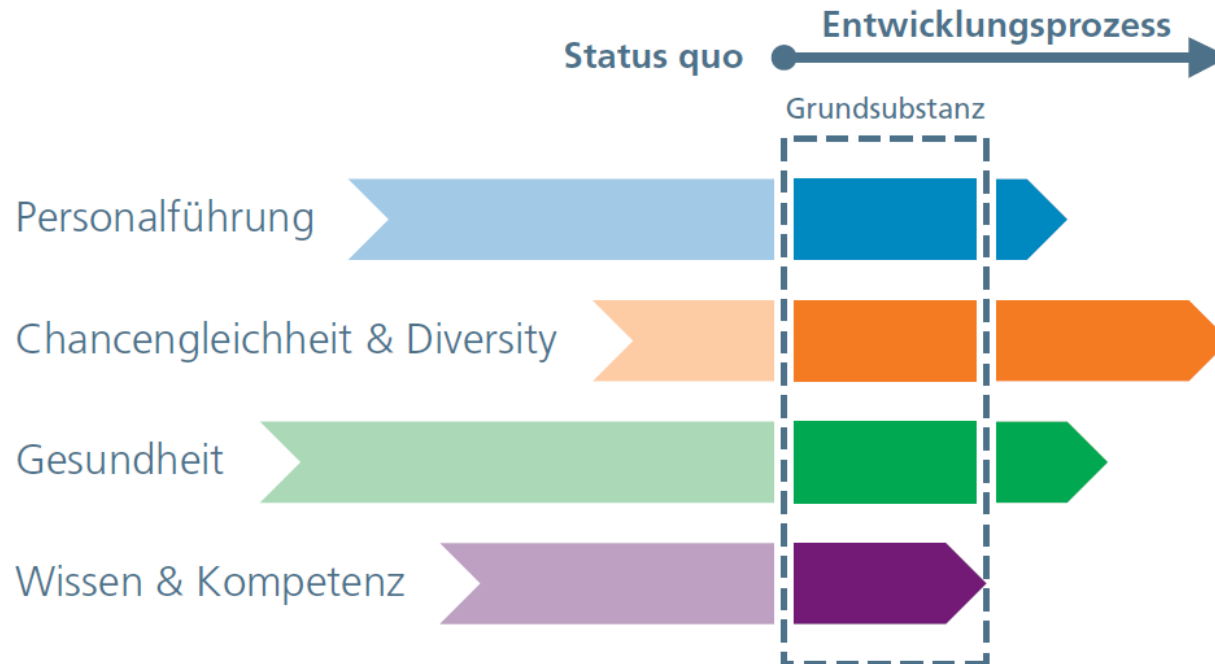 Entwicklungsprozess
Status quo
Grundsubstanz
Personalführung
Chancengleichheit & Diversity
Gesundheit
Wissen & Kompetenz